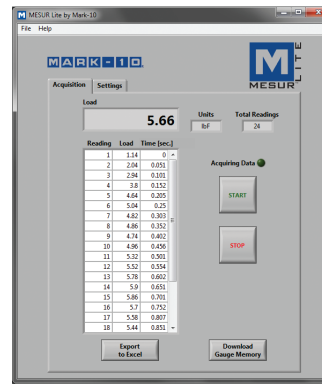 MESUR Lite by Mark-10
File Help
MARK-10
M
MESUR
LITE
Acquisition Settings
Load
5.66
Units
lbF
Total Readings
24
Reading Load Time [sec.]
1 1.14 0
2 2.04 0.051
3 2.94 0.101
4 3.8 0.152
5 4.64 0.205
6 5.04 0.25
7 4.82 0.303
8 4.86 0.352
9 4.74 0.402
10 4.96 0.456
11 5.32 0.501
12 5.52 0.554
13 5.78 0.602
14 5.9 0.651
15 5.86 0.701
16 5.7 0.752
17 5.58 0.807
18 5.44 0.851
Acquiring Data
START
STOP
Export
to Excel
Download
Gauge Memory